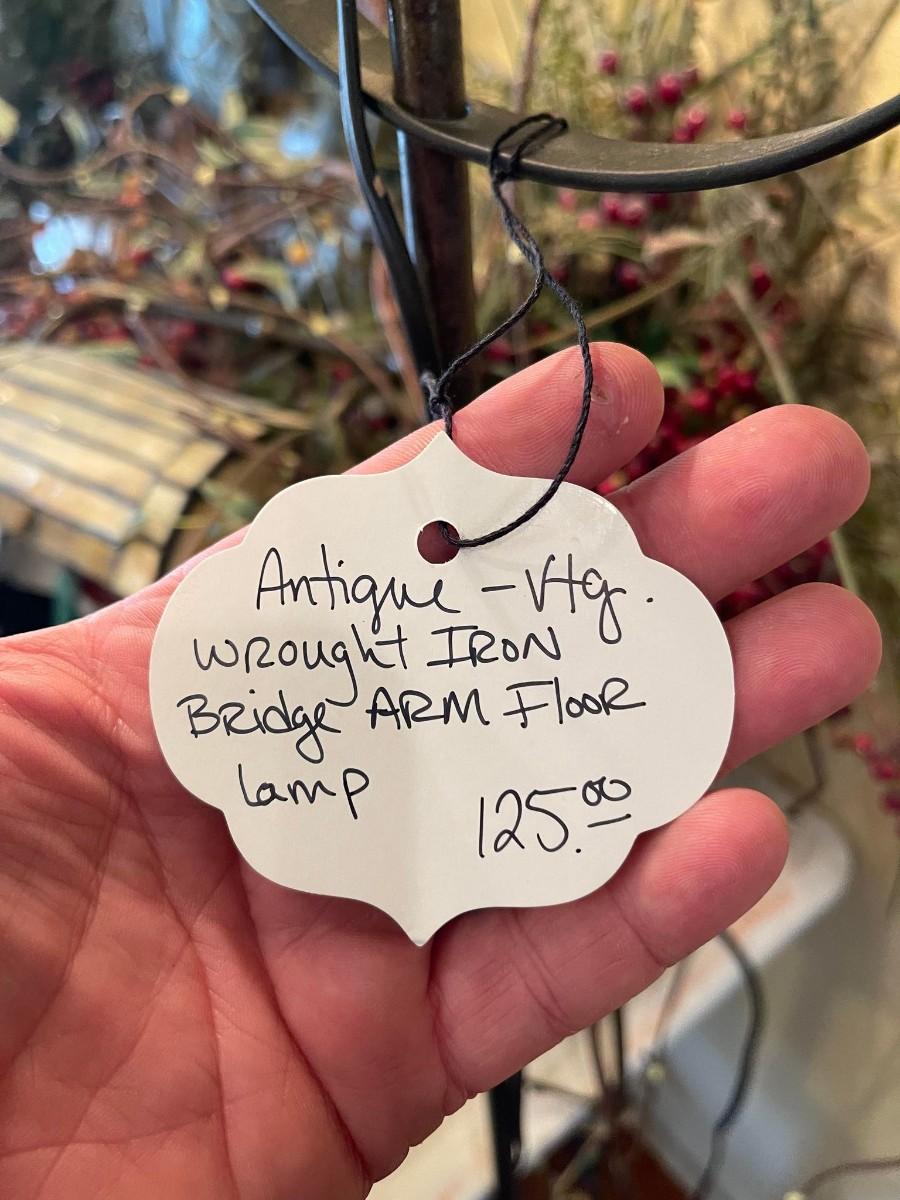 Antique - Vtg.
WROught IRON
BRidge ARM FlooR
Lamp
125.00